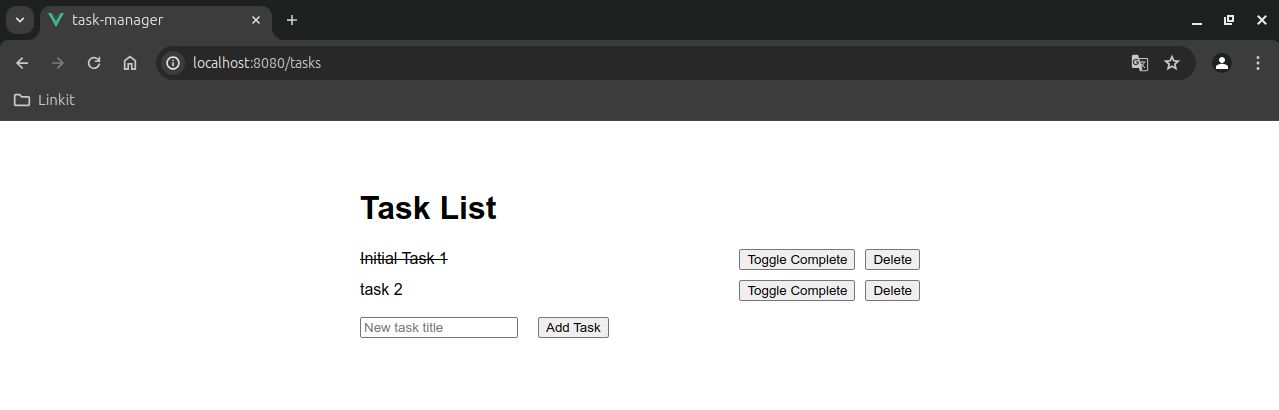 task-manager
localhost:8080/tasks
Linkit
Task List
Initial Task 1 Toggle Complete Delete
task 2 Toggle Complete Delete
New task title Add Task